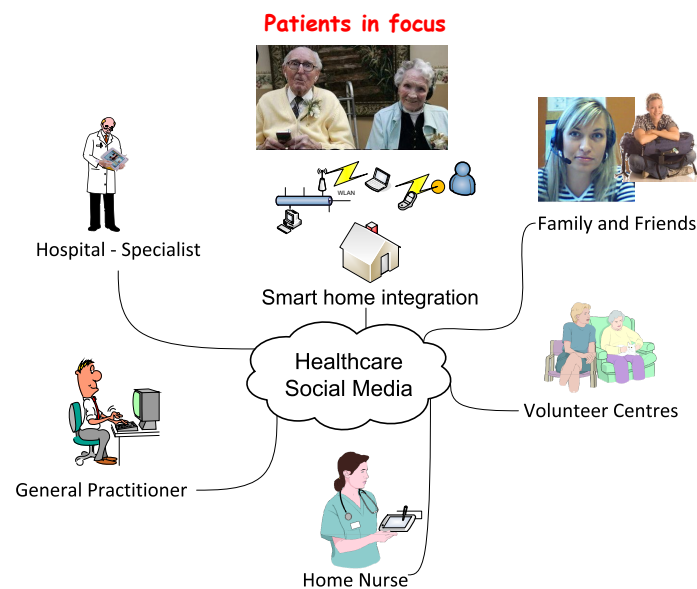 Patients in focus
WLAN
Hospital - Specialist
Family and Friends
Smart home integration
Healthcare
Social Media
Volunteer Centres
General Practitioner
Home Nurse